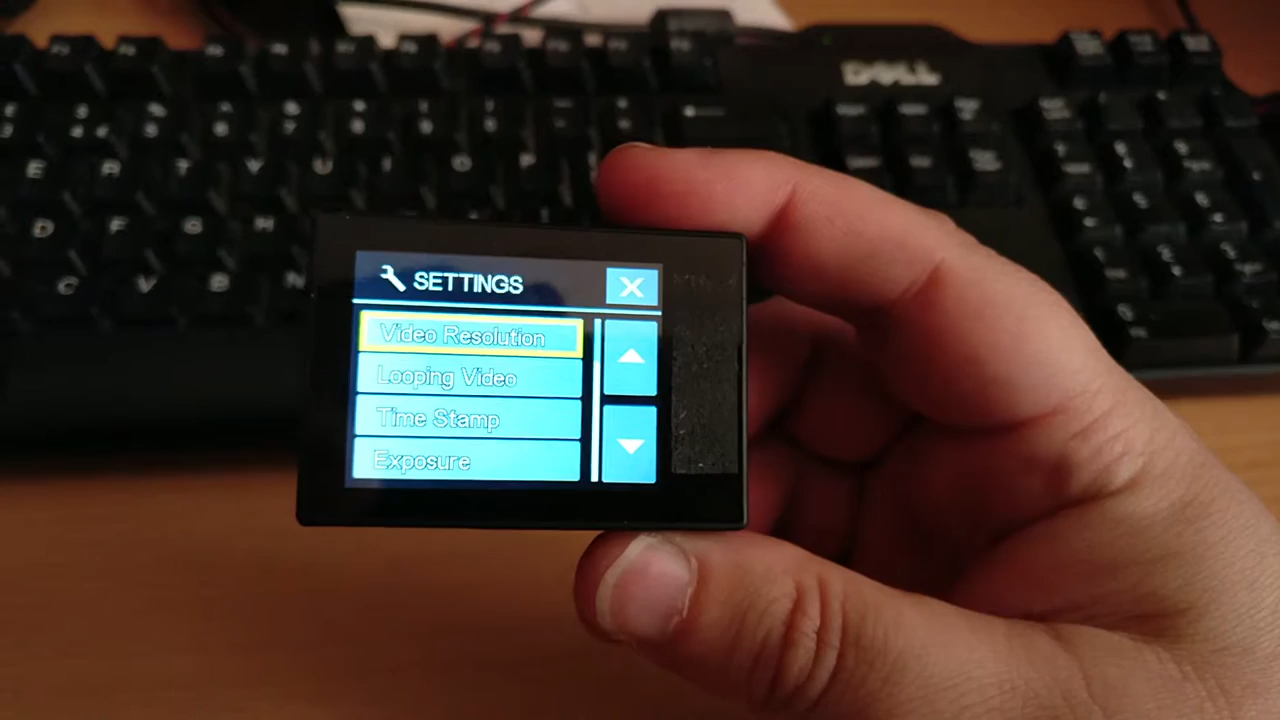 DELL
E R T Y U I O P
D F G H
C V B N
SETTINGS X
Video Resolution
Looping Video
Time Stamp
Exposure